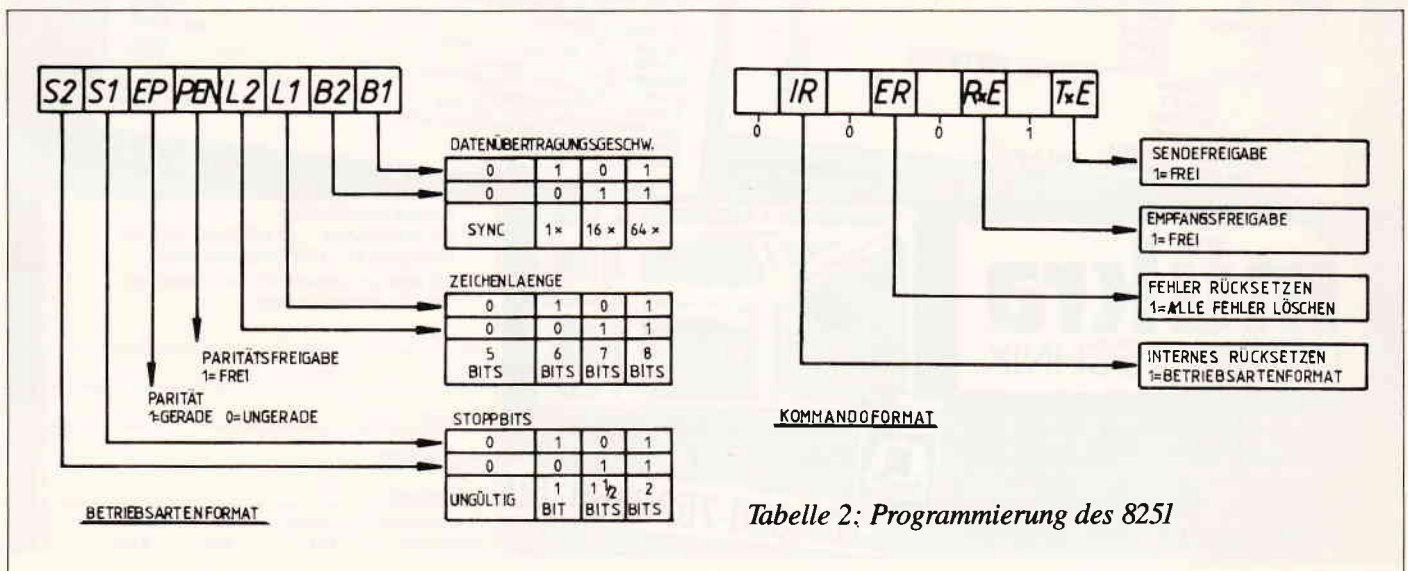 S2 S1 EP PEN L2 L1 B2 B1
DATENÜBERTRAGUNGSGESCHW.
0 1 0 1
0 0 1 1
SYNC 1× 16× 64×
ZEICHENLAENGE
0 1 0 1
0 0 1 1
5 BITS 6 BITS 7 BITS 8 BITS
PARITÄTSFREIGABE
1=FREI
PARITÄT
1=GERADE 0=UNGERADE
STOPPBITS
0 1 0 1
0 0 1 1
UNGÜLTIG 1 BIT 1 1/2 BITS 2 BITS
BETRIEBSARTENFORMAT
IR ER RxE TxE
0 0 0 1
SENDEFREIGABE
1=FREI
EMPFANGSFREIGABE
1=FREI
FEHLER RÜCKSETZEN
1=ALLE FEHLER LÖSCHEN
INTERNES RÜCKSETZEN
1=BETRIEBSARTENFORMAT
KOMMANDOFORMAT
Tabelle 2: Programmierung des 8251